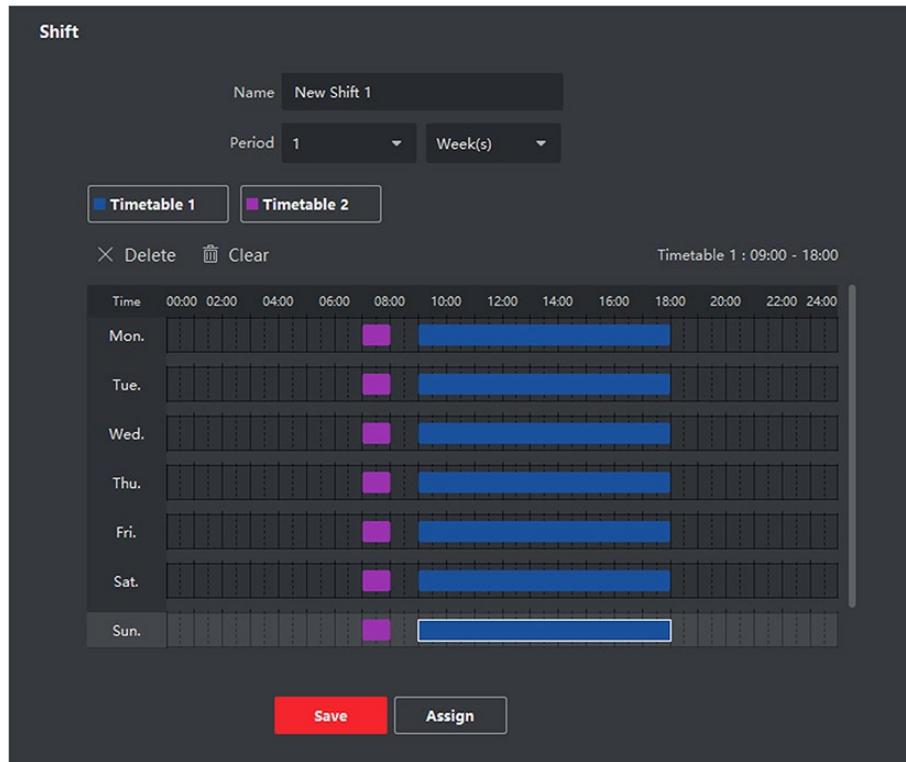 Shift
Name New Shift 1
Period 1 Week(s)
Timetable 1 Timetable 2
Delete Clear Timetable 1 : 09:00 - 18:00
Time 00:00 02:00 04:00 06:00 08:00 10:00 12:00 14:00 16:00 18:00 20:00 22:00 24:00
Mon.
Tue.
Wed.
Thu.
Fri.
Sat.
Sun.
Save Assign